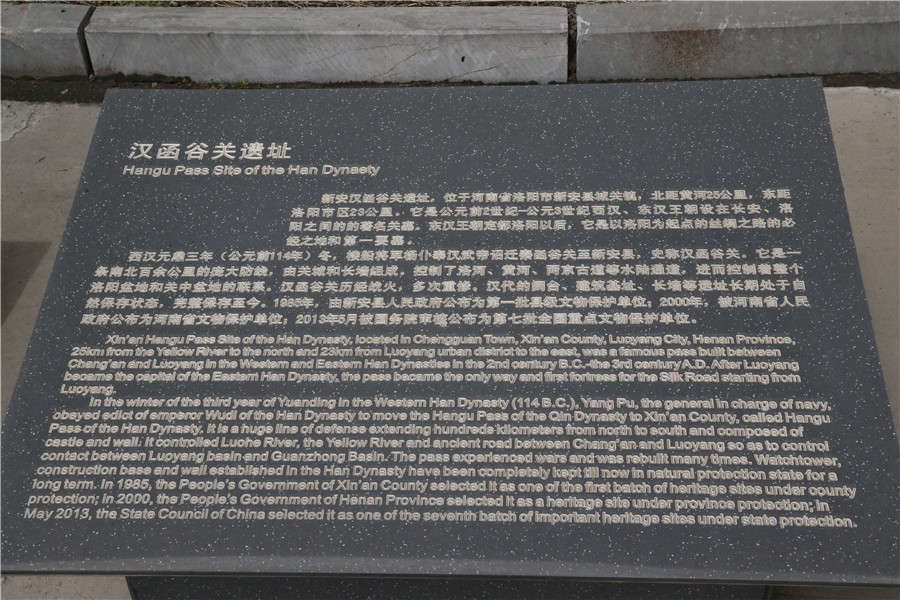 汉函谷关遗址
Hangu Pass Site of the Han Dynasty
新安汉函谷关遗址，位于河南省洛阳市新安县城关镇，北距黄河25公里，东距
洛阳市区23公里。它是公元前2世纪—公元3世纪西汉、东汉王朝设在长安、洛
阳之间的的著名关塞。东汉王朝定都洛阳以后，它是以洛阳为起点的丝绸之路的必
经之地和第一要塞。
西汉元鼎三年（公元前114年）冬，楼船将军杨仆奉汉武帝诏迁秦函谷关至新安县，史称汉函谷关。它是一
条南北百余公里的庞大防线，由关城和长墙组成，控制了洛河、黄河、两京古道等水陆通道，进而控制着整个
洛阳盆地和关中盆地的联系。汉函谷关历经战火，多次重修。汉代的阙台、建筑基址、长墙等遗址长期处于自
然保存状态，完整保存至今。1985年，由新安县人民政府公布为第一批县级文物保护单位；2000年，被河南省人民
政府公布为河南省文物保护单位；2013年5月被国务院审核公布为第七批全国重点文物保护单位。
Xin'an Hangu Pass Site of the Han Dynasty, located in Chengguan Town, Xin'an County, Luoyang City, Henan Province,
25km from the Yellow River to the north and 23km from Luoyang urban district to the east, was a famous pass built between
Chang'an and Luoyang in the Western and Eastern Han Dynasties in the 2nd century B.C.-the 3rd century A.D. After Luoyang
became the capital of the Eastern Han Dynasty, the pass became the only way and first fortress for the Silk Road starting from
Luoyang.
In the winter of the third year of Yuanding in the Western Han Dynasty (114 B.C.), Yang Pu, the general in charge of navy,
obeyed edict of emperor Wudi of the Han Dynasty to move the Hangu Pass of the Qin Dynasty to Xin'an County, called Hangu
Pass of the Han Dynasty. It is a huge line of defense extending hundreds kilometers from north to south and composed of
castle and wall. It controlled Luohe River, the Yellow River and ancient road between Chang'an and Luoyang so as to control
contact between Luoyang basin and Guanzhong Basin. The pass experienced wars and was rebuilt many times. Watchtower,
construction base and wall established in the Han Dynasty have been completely kept till now in natural protection state for a
long term. In 1985, the People's Government of Xin'an County selected it as one of the first batch of heritage sites under county
protection; in 2000, the People's Government of Henan Province selected it as a heritage site under province protection; in
May 2013, the State Council of China selected it as one of the seventh batch of important heritage sites under state protection.